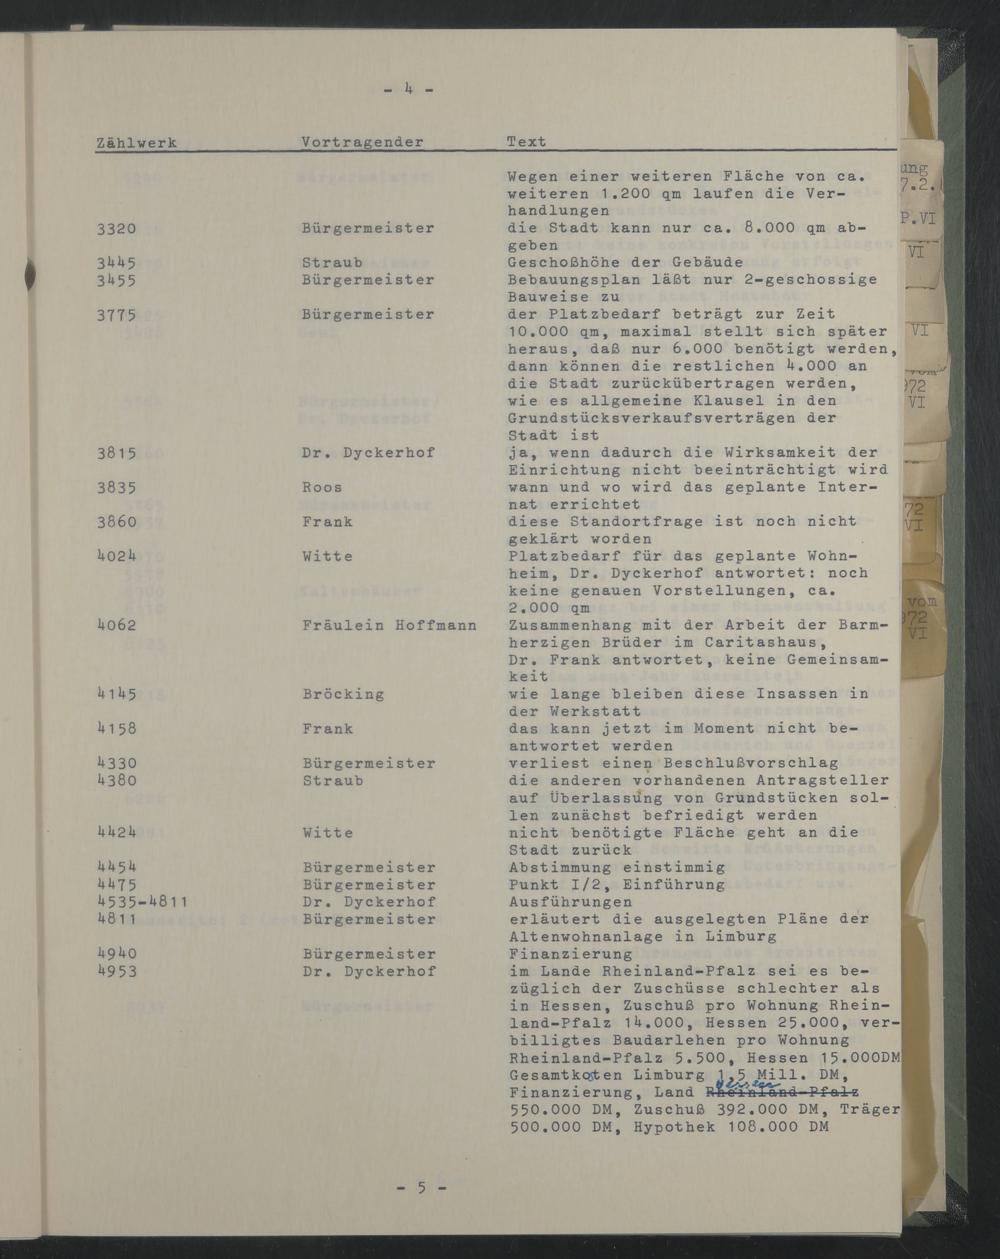 - 4 -
Zählwerk Vortragender Text
Wegen einer weiteren Fläche von ca.
weiteren 1.200 qm laufen die Ver-
handlungen
3320 Bürgermeister die Stadt kann nur ca. 8.000 qm ab-
geben
3445 Straub Geschoßhöhe der Gebäude
3455 Bürgermeister Bebauungsplan läßt nur 2-geschossige
Bauweise zu
3775 Bürgermeister der Platzbedarf beträgt zur Zeit
10.000 qm, maximal stellt sich später
heraus, daß nur 6.000 benötigt werden,
dann können die restlichen 4.000 an
die Stadt zurückübertragen werden,
wie es allgemeine Klausel in den
Grundstücksverkaufsverträgen der
Stadt ist
3815 Dr. Dyckerhof ja, wenn dadurch die Wirksamkeit der
Einrichtung nicht beeinträchtigt wird
3835 Roos wann und wo wird das geplante Inter-
nat errichtet
3860 Frank diese Standortfrage ist noch nicht
geklärt worden
4024 Witte Platzbedarf für das geplante Wohn-
heim, Dr. Dyckerhof antwortet: noch
keine genauen Vorstellungen, ca.
2.000 qm
4062 Fräulein Hoffmann Zusammenhang mit der Arbeit der Barm-
herzigen Brüder im Caritashaus,
Dr. Frank antwortet, keine Gemeinsam-
keit
4145 Bröcking wie lange bleiben diese Insassen in
der Werkstatt
4158 Frank das kann jetzt im Moment nicht be-
antwortet werden
4330 Bürgermeister verliest einen Beschlußvorschlag
4380 Straub die anderen vorhandenen Antragsteller
auf Überlassung von Grundstücken sol-
len zunächst befriedigt werden
4424 Witte nicht benötigte Fläche geht an die
Stadt zurück
4454 Bürgermeister Abstimmung einstimmig
4475 Bürgermeister Punkt I/2, Einführung
4535-4811 Dr. Dyckerhof Ausführungen
4811 Bürgermeister erläutert die ausgelegten Pläne der
Altenwohnanlage in Limburg
4940 Bürgermeister Finanzierung
4953 Dr. Dyckerhof im Lande Rheinland-Pfalz sei es be-
züglich der Zuschüsse schlechter als
in Hessen, Zuschuß pro Wohnung Rhein-
land-Pfalz 14.000, Hessen 25.000, ver-
billigtes Baudarlehen pro Wohnung
Rheinland-Pfalz 5.500, Hessen 15.000DM
Gesamtkosten Limburg 1,5 Mill. DM,
Hessen
Finanzierung, Land Rheinland-Pfalz
550.000 DM, Zuschuß 392.000 DM, Träger
500.000 DM, Hypothek 108.000 DM
- 5 -
ung
7.2.
P.VI
VI
VI
vom
972
VI
72
VI
vom
972
VI